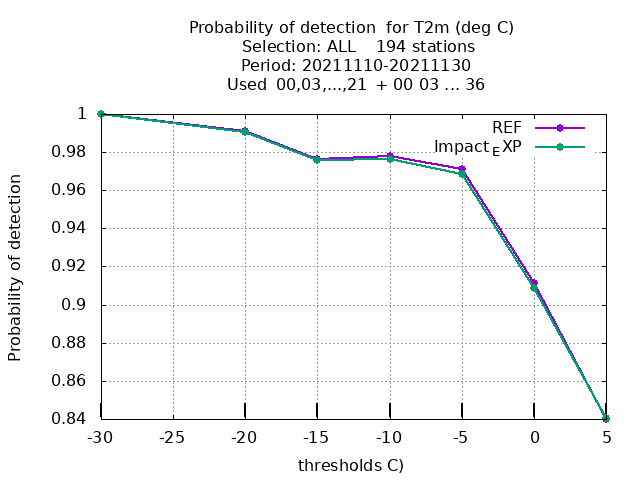 Probability of detection  for T2m (deg C)
Selection: ALL    194 stations
Period: 20211110-20211130
Used  00,03,...,21  + 00 03 ... 36
REF
Impact_EXP
1
0.98
0.96
0.94
0.92
0.9
0.88
0.86
0.84
Probability of detection
-30 -25 -20 -15 -10 -5 0 5
thresholds C)